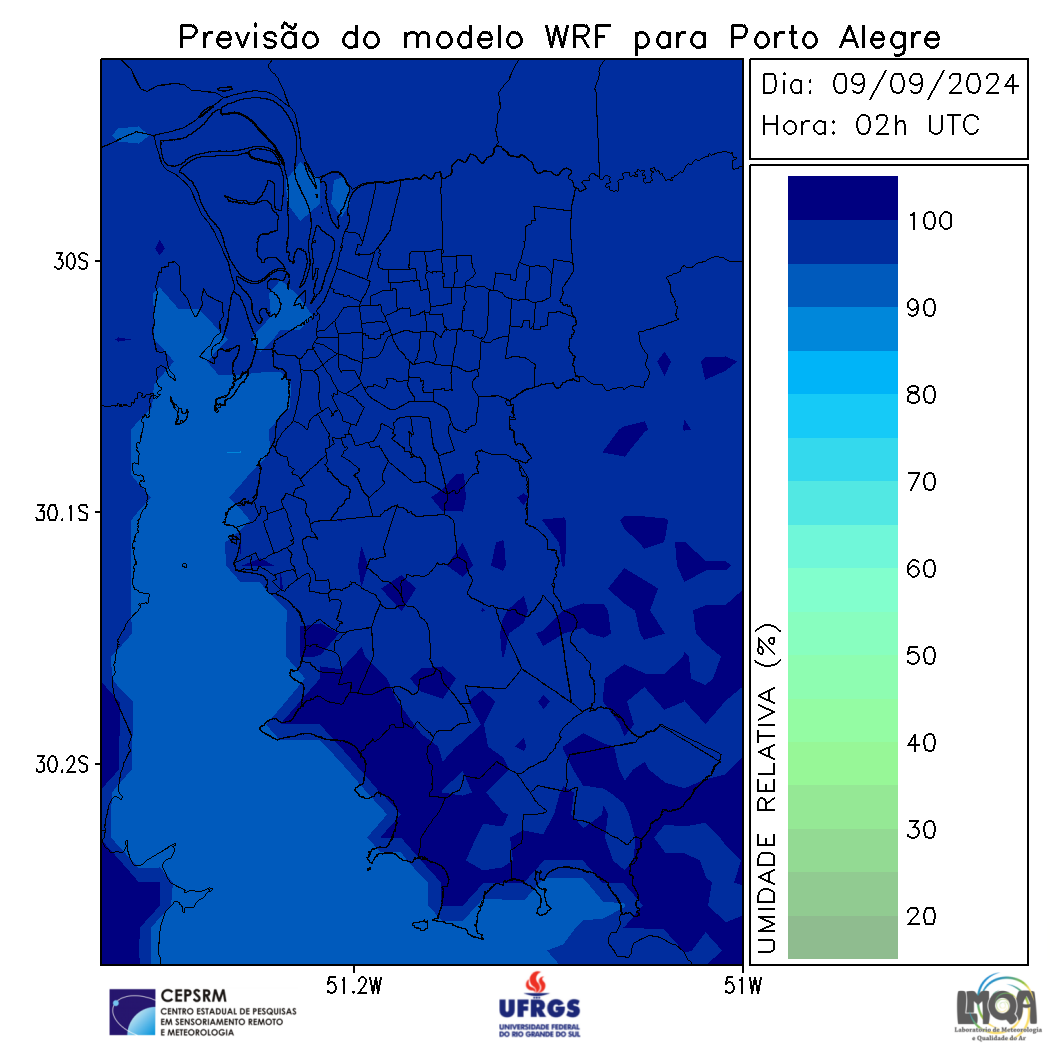 Previsão do modelo WRF para Porto Alegre
Dia: 09/09/2024
Hora: 02h UTC
30S
30.1S
30.2S
51.2W
51W
100
90
80
70
60
50
40
30
20
UMIDADE RELATIVA (%)
CEPSRM
CENTRO ESTADUAL DE PESQUISAS
EM SENSORIAMENTO REMOTO
E METEOROLOGIA
UFRGS
UNIVERSIDADE FEDERAL
DO RIO GRANDE DO SUL
LMQA
Laboratório de Meteorologia
e Qualidade do Ar